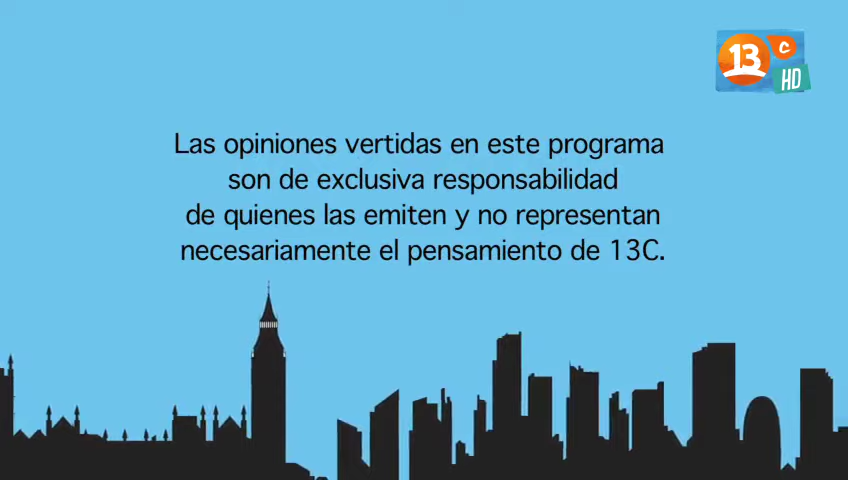 13
C
HD
Las opiniones vertidas en este programa
son de exclusiva responsabilidad
de quienes las emiten y no representan
necesariamente el pensamiento de 13C.